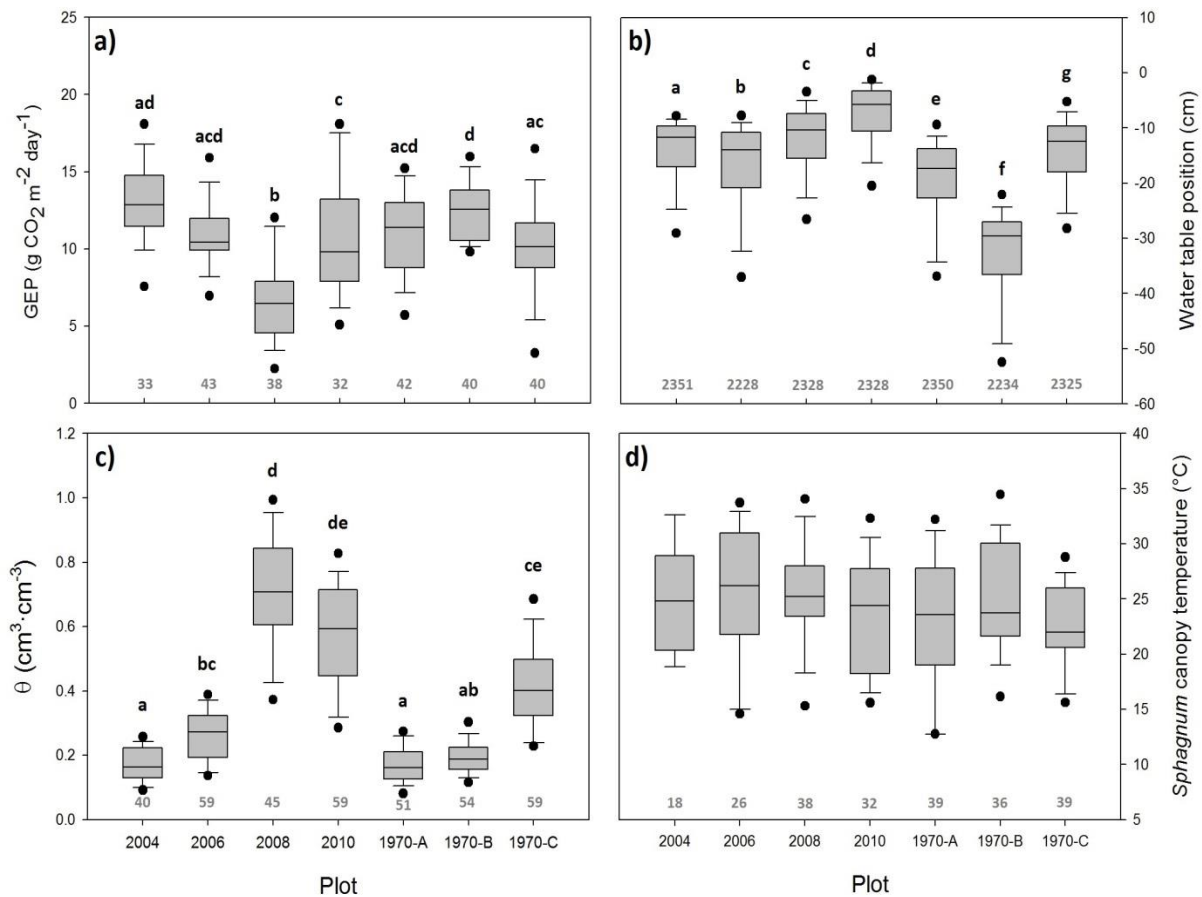 a)
25
20
15
10
5
0
GEP (g CO2 m-2 day-1)
ad
acd
b
c
acd
d
ac
33 43 38 32 42 40 40
b)
10
0
-10
-20
-30
-40
-50
-60
Water table position (cm)
a
b
c
d
e
f
g
2351 2228 2328 2328 2350 2234 2325
c)
1.2
1.0
0.8
0.6
0.4
0.2
0.0
θ (cm3·cm-3)
a
bc
d
de
a
ab
ce
40 59 45 59 51 54 59
2004 2006 2008 2010 1970-A 1970-B 1970-C
Plot
d)
40
35
30
25
20
15
10
5
Sphagnum canopy temperature (°C)
18 26 38 32 39 36 39
2004 2006 2008 2010 1970-A 1970-B 1970-C
Plot